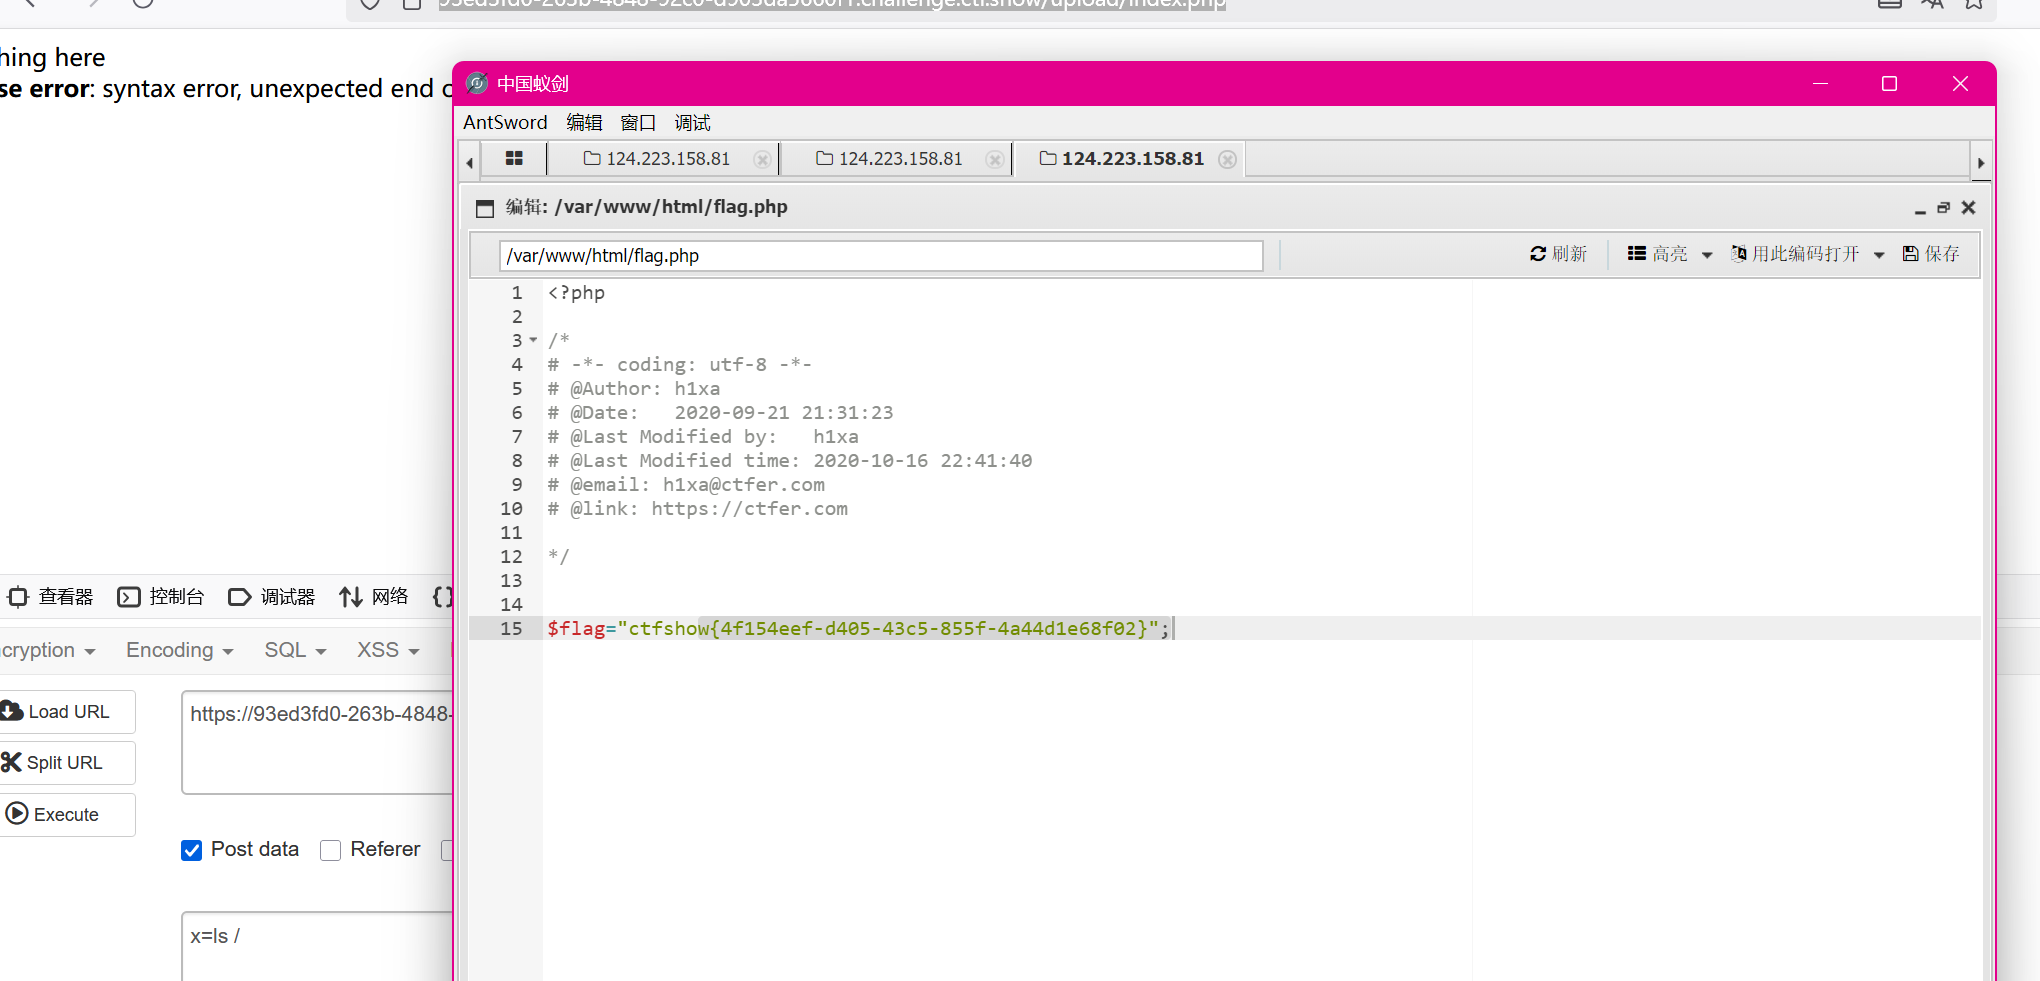 93ed3fd0-263b-4848-92c0-d903da5660ff.challenge.ctf.show/upload/index.php
hing here
se error: syntax error, unexpected end
中国蚁剑
AntSword 编辑 窗口 调试
124.223.158.81 124.223.158.81 124.223.158.81
编辑: /var/www/html/flag.php
/var/www/html/flag.php 刷新 高亮 用此编码打开 保存
1 <?php
2
3 /*
4 # -*- coding: utf-8 -*-
5 # @Author: h1xa
6 # @Date:   2020-09-21 21:31:23
7 # @Last Modified by:   h1xa
8 # @Last Modified time: 2020-10-16 22:41:40
9 # @email: h1xa@ctfer.com
10 # @link: https://ctfer.com
11
12 */
13
14
15 $flag="ctfshow{4f154eef-d405-43c5-855f-4a44d1e68f02}";
查看器 控制台 调试器 网络 {}
cryption Encoding SQL XSS
Load URL https://93ed3fd0-263b-4848-
Split URL
Execute
Post data Referer
x=ls /